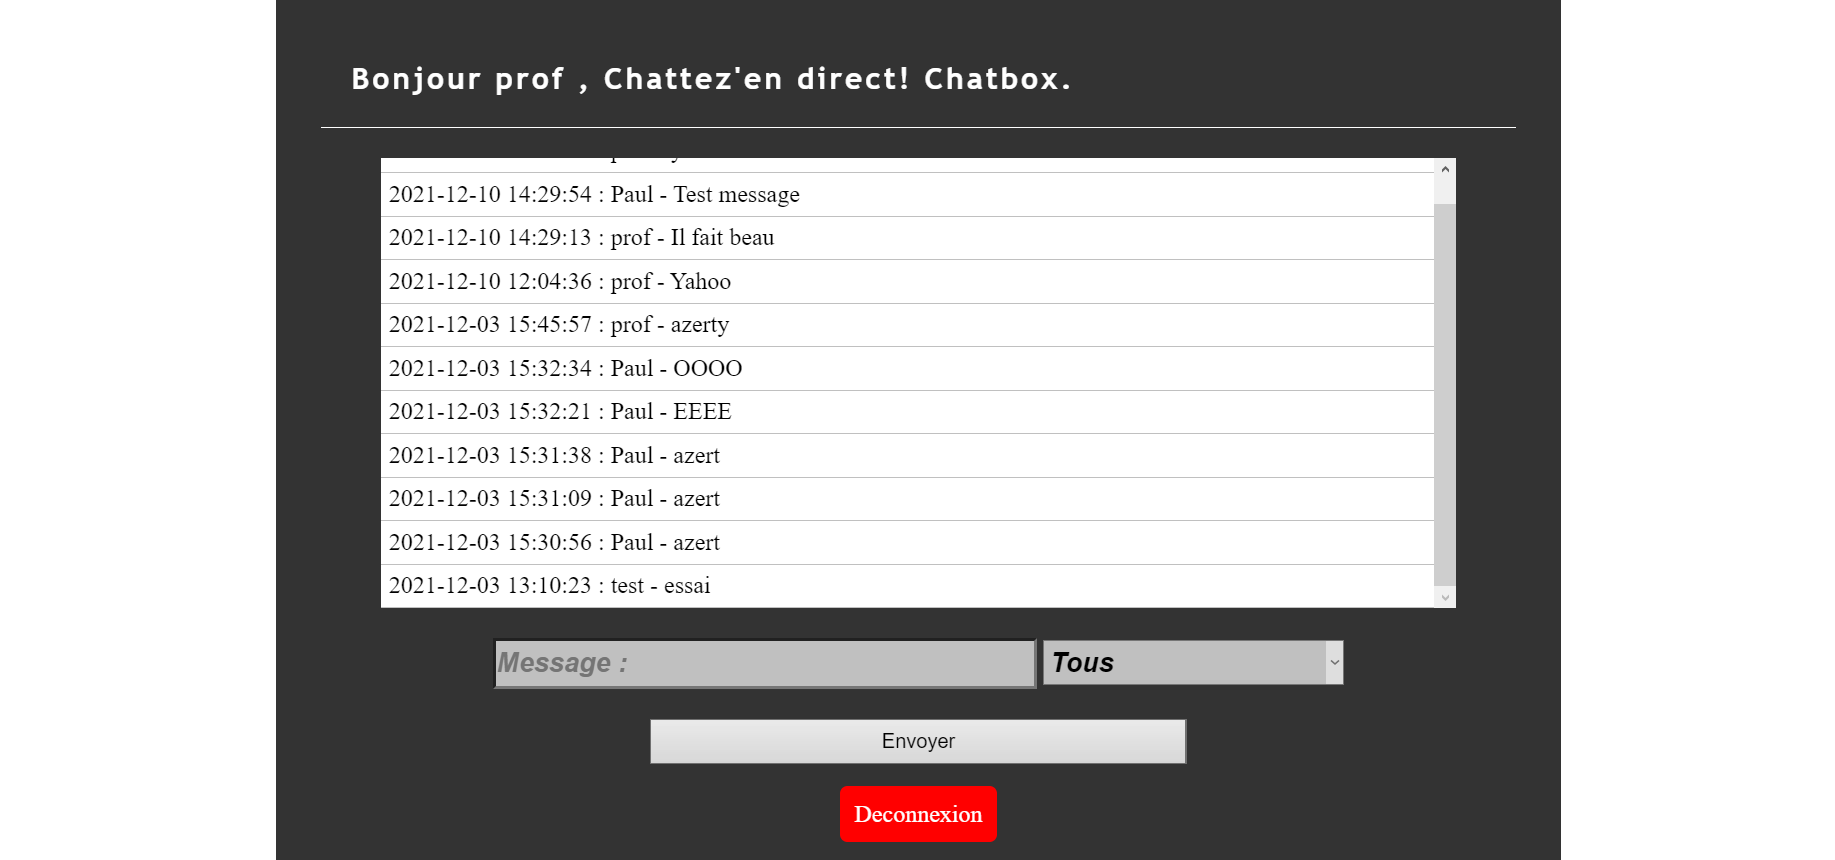 Bonjour prof , Chattez'en direct! Chatbox.
2021-12-10 14:29:54 : Paul - Test message
2021-12-10 14:29:13 : prof - Il fait beau
2021-12-10 12:04:36 : prof - Yahoo
2021-12-03 15:45:57 : prof - azerty
2021-12-03 15:32:34 : Paul - OOOO
2021-12-03 15:32:21 : Paul - EEEE
2021-12-03 15:31:38 : Paul - azert
2021-12-03 15:31:09 : Paul - azert
2021-12-03 15:30:56 : Paul - azert
2021-12-03 13:10:23 : test - essai
Message : Tous
Envoyer
Deconnexion